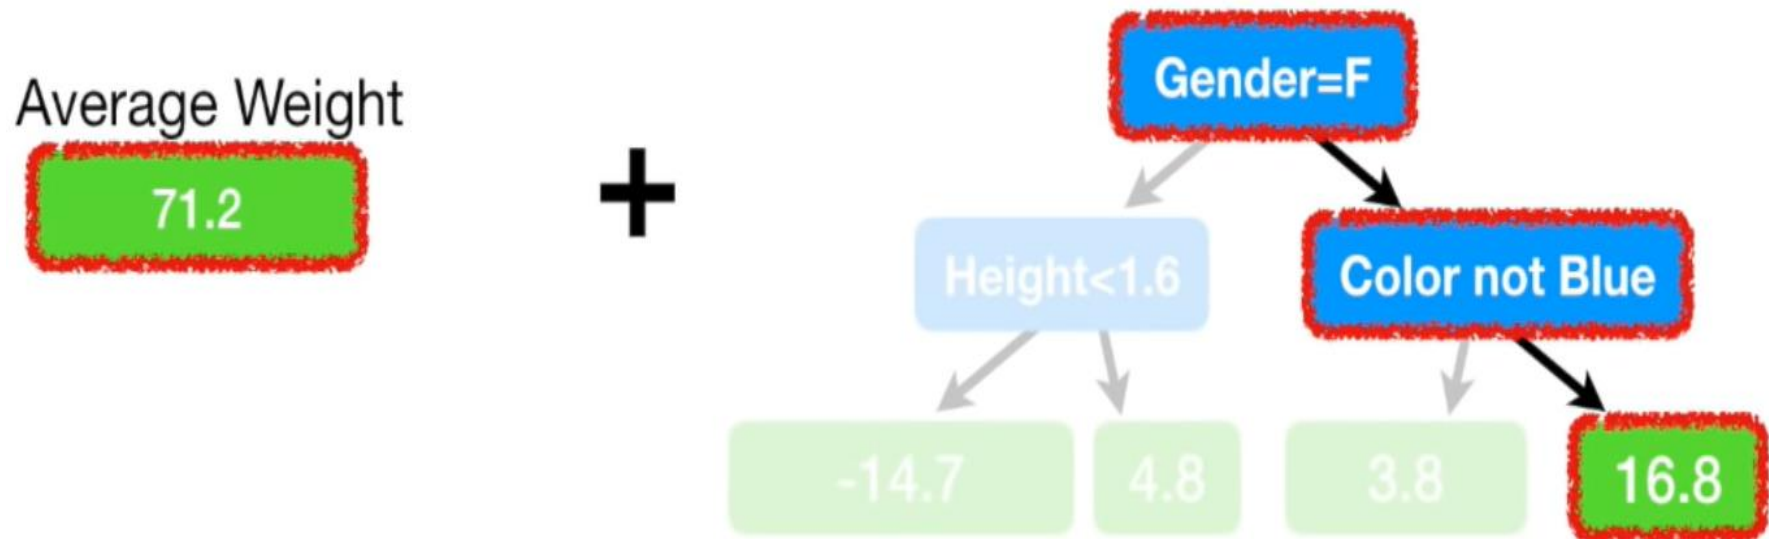 Average Weight
71.2
+
Gender=F
Height<1.6
Color not Blue
-14.7
4.8
3.8
16.8